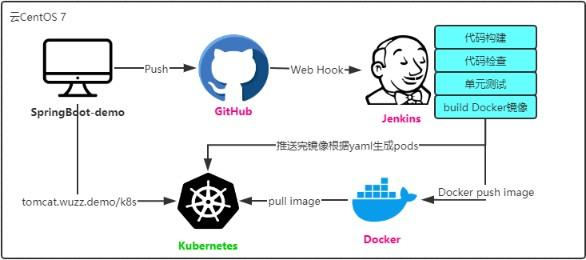 云CentOS 7
代码构建
代码检查
单元测试
build Docker镜像
Push
Web Hook
SpringBoot-demo
GitHub
Jenkins
推送完镜像根据yaml生成pods
tomcat.wuzz.demo/k8s
pull image
Docker push image
Kubernetes
Docker